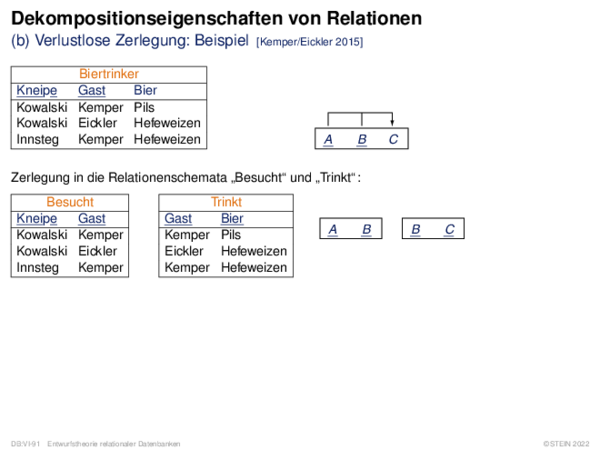 Dekompositionseigenschaften von Relationen
(b) Verlustlose Zerlegung: Beispiel [Kemper/Eickler 2015]
Biertrinker
Kneipe Gast Bier
Kowalski Kemper Pils
Kowalski Eickler Hefeweizen
Innsteg Kemper Hefeweizen
A B C
Zerlegung in die Relationenschemata „Besucht“ und „Trinkt“:
Besucht
Kneipe Gast
Kowalski Kemper
Kowalski Eickler
Innsteg Kemper
Trinkt
Gast Bier
Kemper Pils
Eickler Hefeweizen
Kemper Hefeweizen
A B
B C
DB:VI-91 Entwurfstheorie relationaler Datenbanken
©STEIN 2022